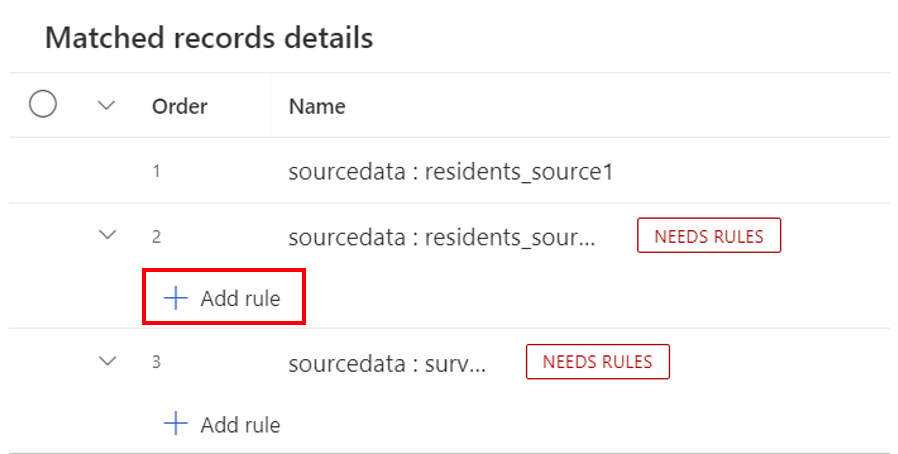 Matched records details
Order Name
1 sourcedata : residents_source1
2 sourcedata : residents_sour... NEEDS RULES
Add rule
3 sourcedata : surv... NEEDS RULES
Add rule